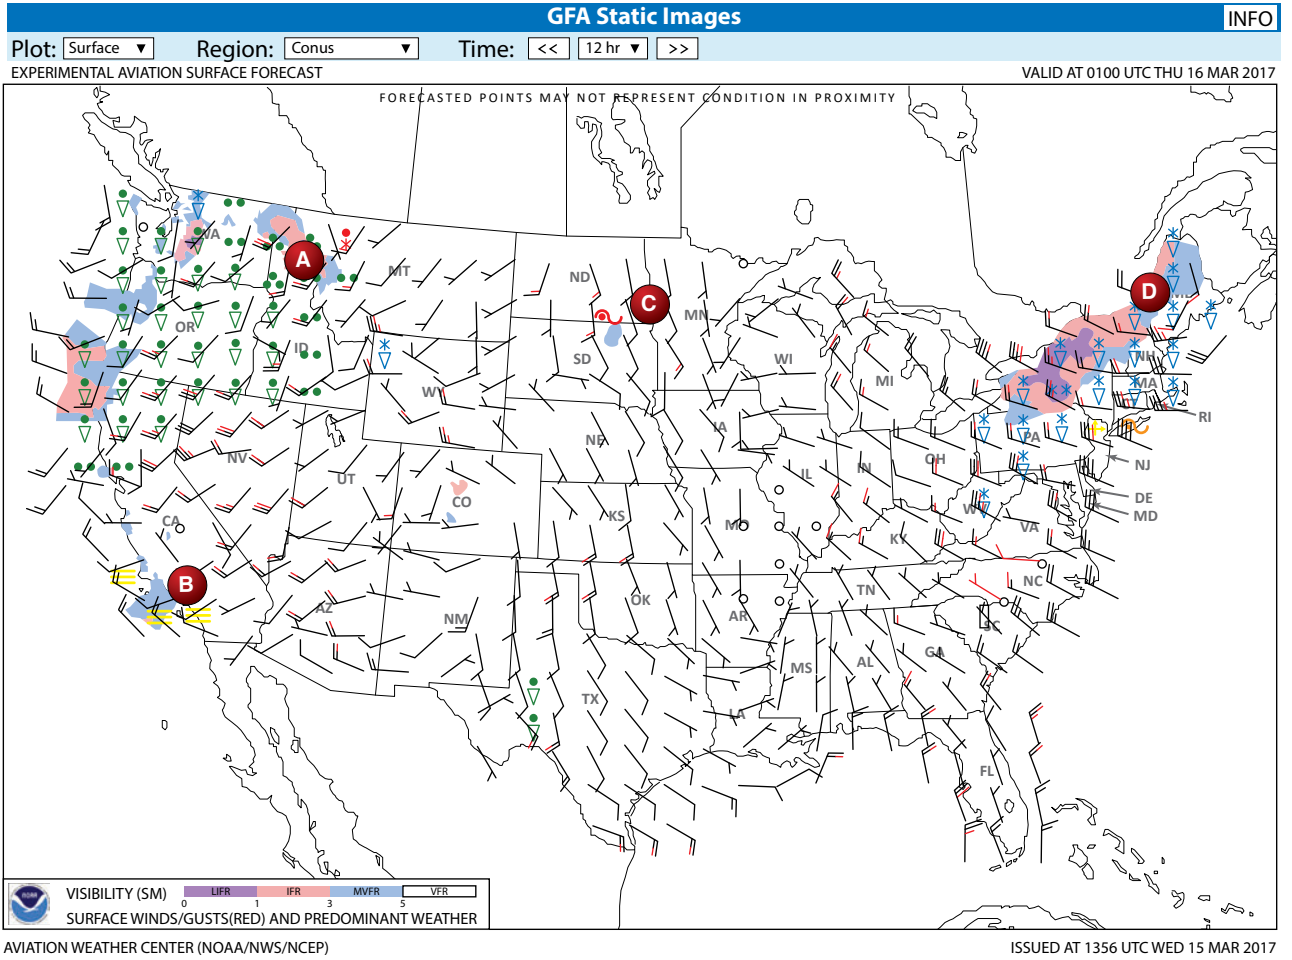 GFA Static Images
INFO
Plot: Surface ▼ Region: Conus ▼ Time: << 12 hr ▼ >>
EXPERIMENTAL AVIATION SURFACE FORECAST
VALID AT 0100 UTC THU 16 MAR 2017
FORECASTED POINTS MAY NOT REPRESENT CONDITION IN PROXIMITY
WA
A
MT
ND
C
MN
D
OR
ID
SD
WI
MI
NH
WY
MA
RI
NE
IA
PA
NV
UT
CO
IL
IN
OH
NJ
DE
MD
CA
KS
MO
KY
VA
B
AZ
NM
OK
AR
TN
NC
SC
TX
MS
AL
GA
LA
FL
NOAA
VISIBILITY (SM)
LIFR IFR MVFR VFR
0 1 3 5
SURFACE WINDS/GUSTS(RED) AND PREDOMINANT WEATHER
AVIATION WEATHER CENTER (NOAA/NWS/NCEP)
ISSUED AT 1356 UTC WED 15 MAR 2017